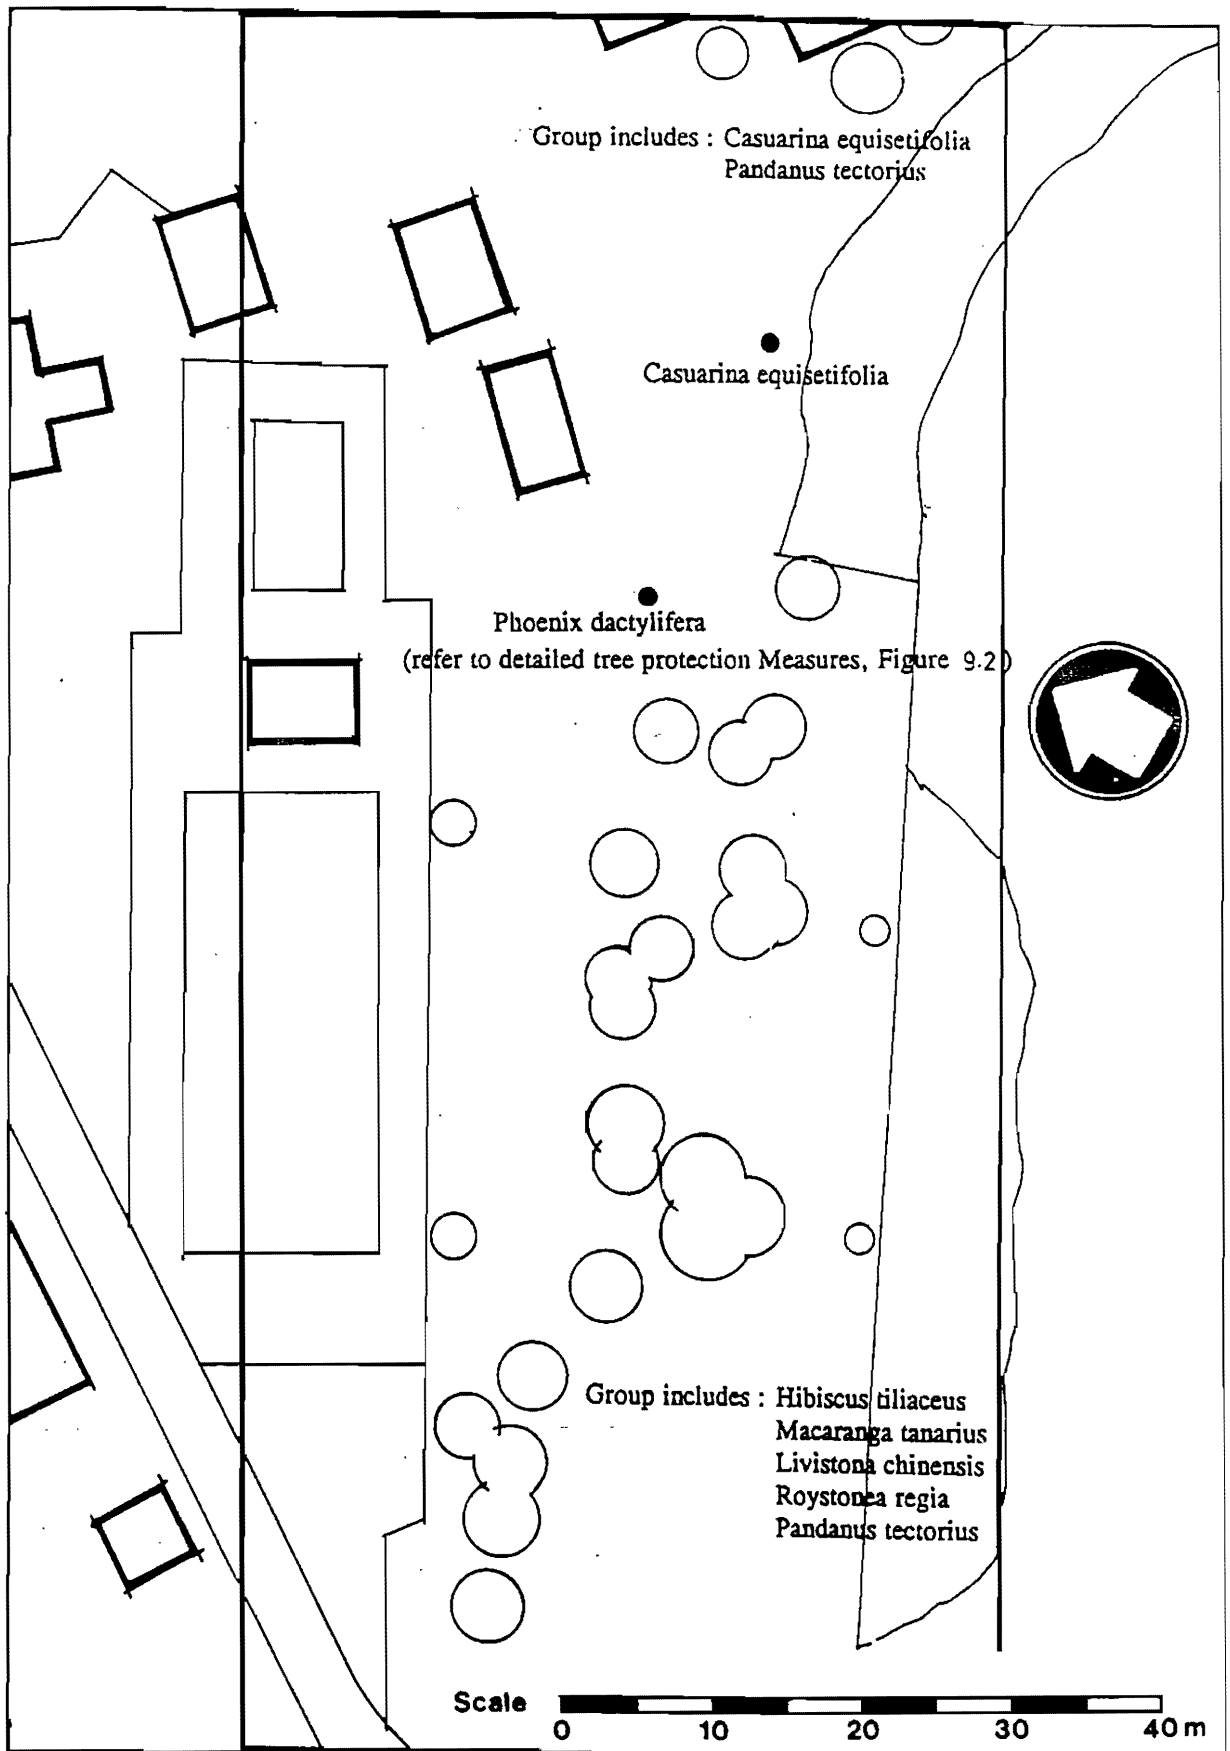 Group includes : Casuarina equisetifolia
Pandanus tectorius
Casuarina equisetifolia
Phoenix dactylifera
(refer to detailed tree protection Measures, Figure 9.2)
Group includes : Hibiscus tiliaceus
Macaranga tanarius
Livistona chinensis
Roystonea regia
Pandanus tectorius
Scale
0 10 20 30 40 m